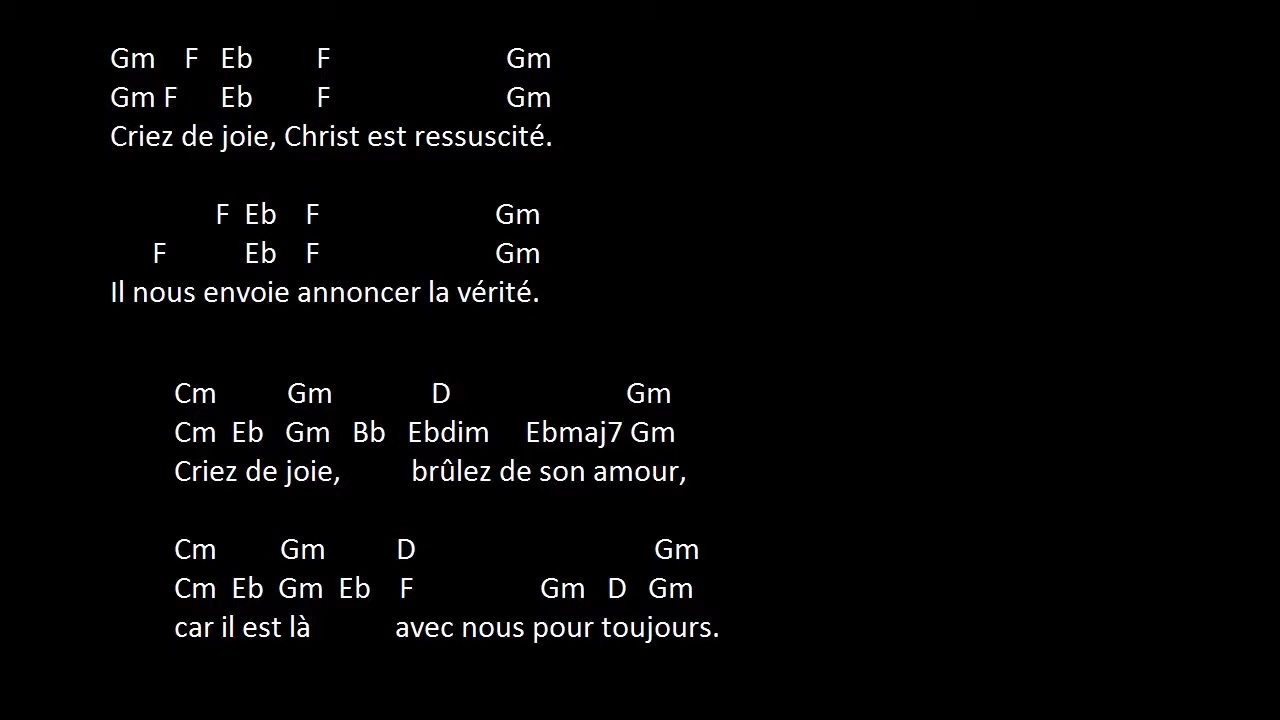 Gm F Eb F Gm
Gm F Eb F Gm
Criez de joie, Christ est ressuscité.
F Eb F Gm
F Eb F Gm
Il nous envoie annoncer la vérité.
Cm Gm D Gm
Cm Eb Gm Bb Ebdim Ebmaj7 Gm
Criez de joie, brûlez de son amour,
Cm Gm D Gm
Cm Eb Gm Eb F Gm D Gm
car il est là avec nous pour toujours.